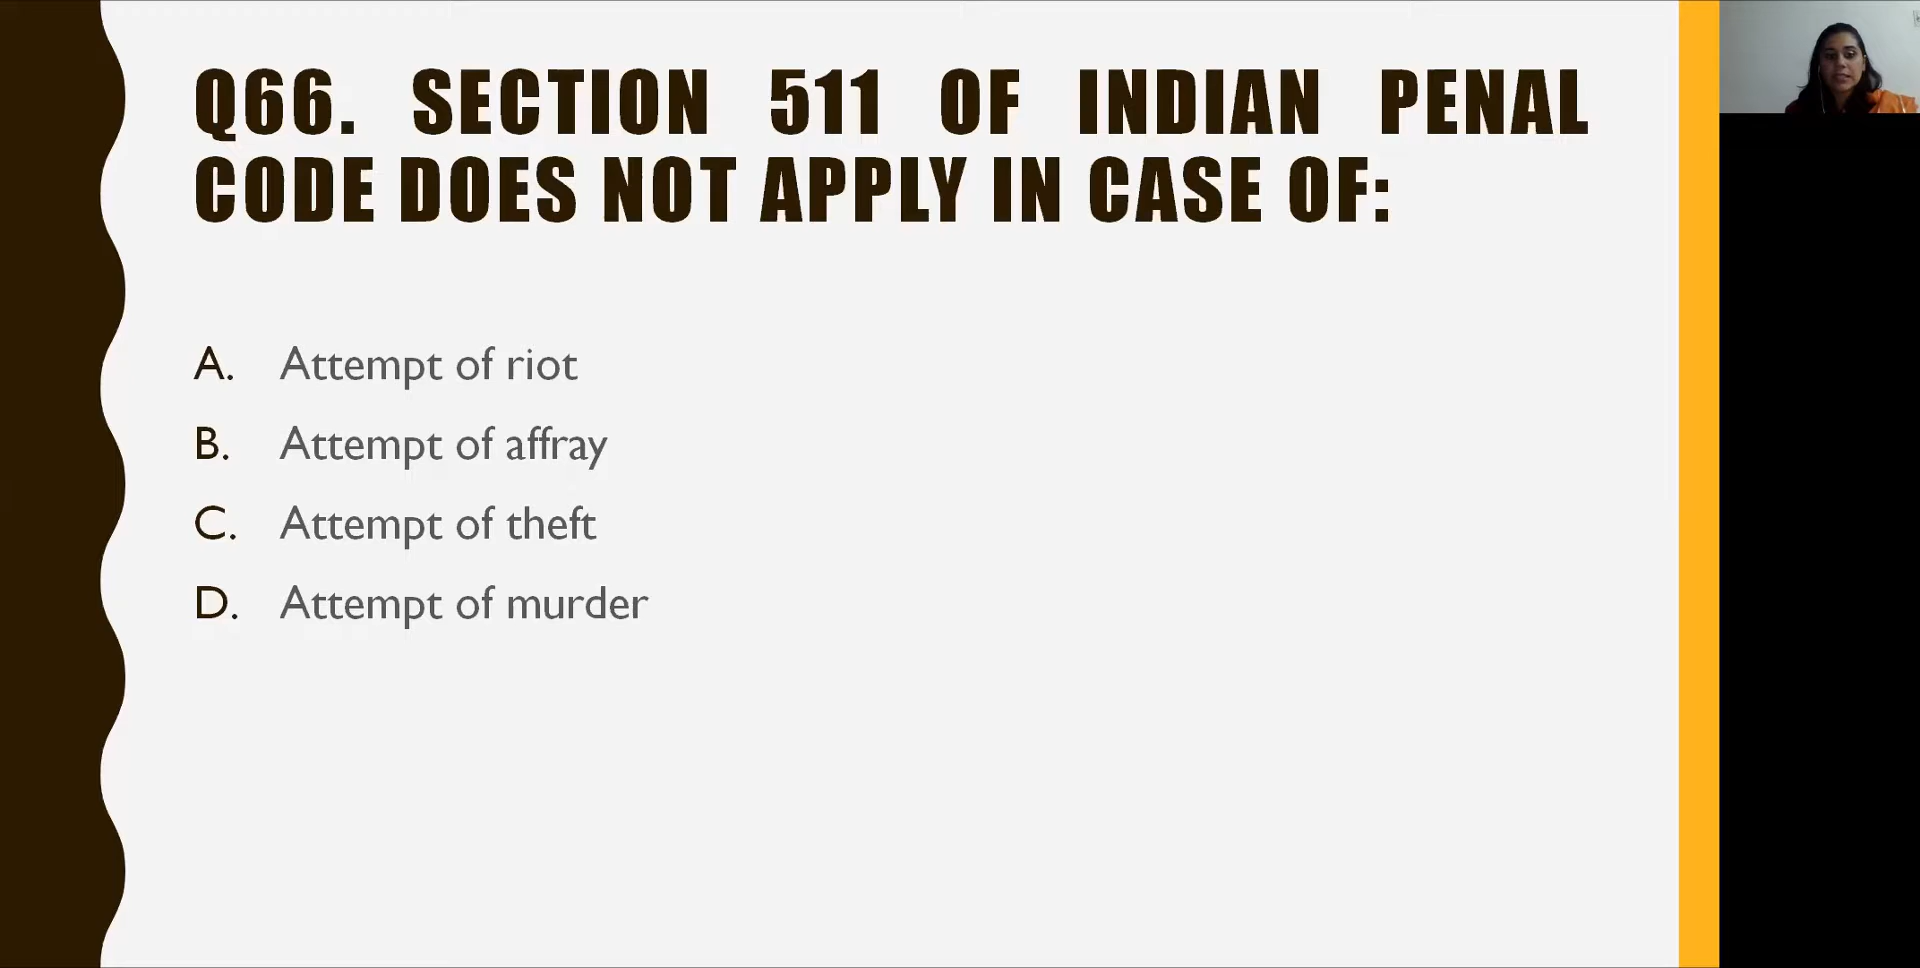 Q66. SECTION 511 OF INDIAN PENAL
CODE DOES NOT APPLY IN CASE OF:
A. Attempt of riot
B. Attempt of affray
C. Attempt of theft
D. Attempt of murder